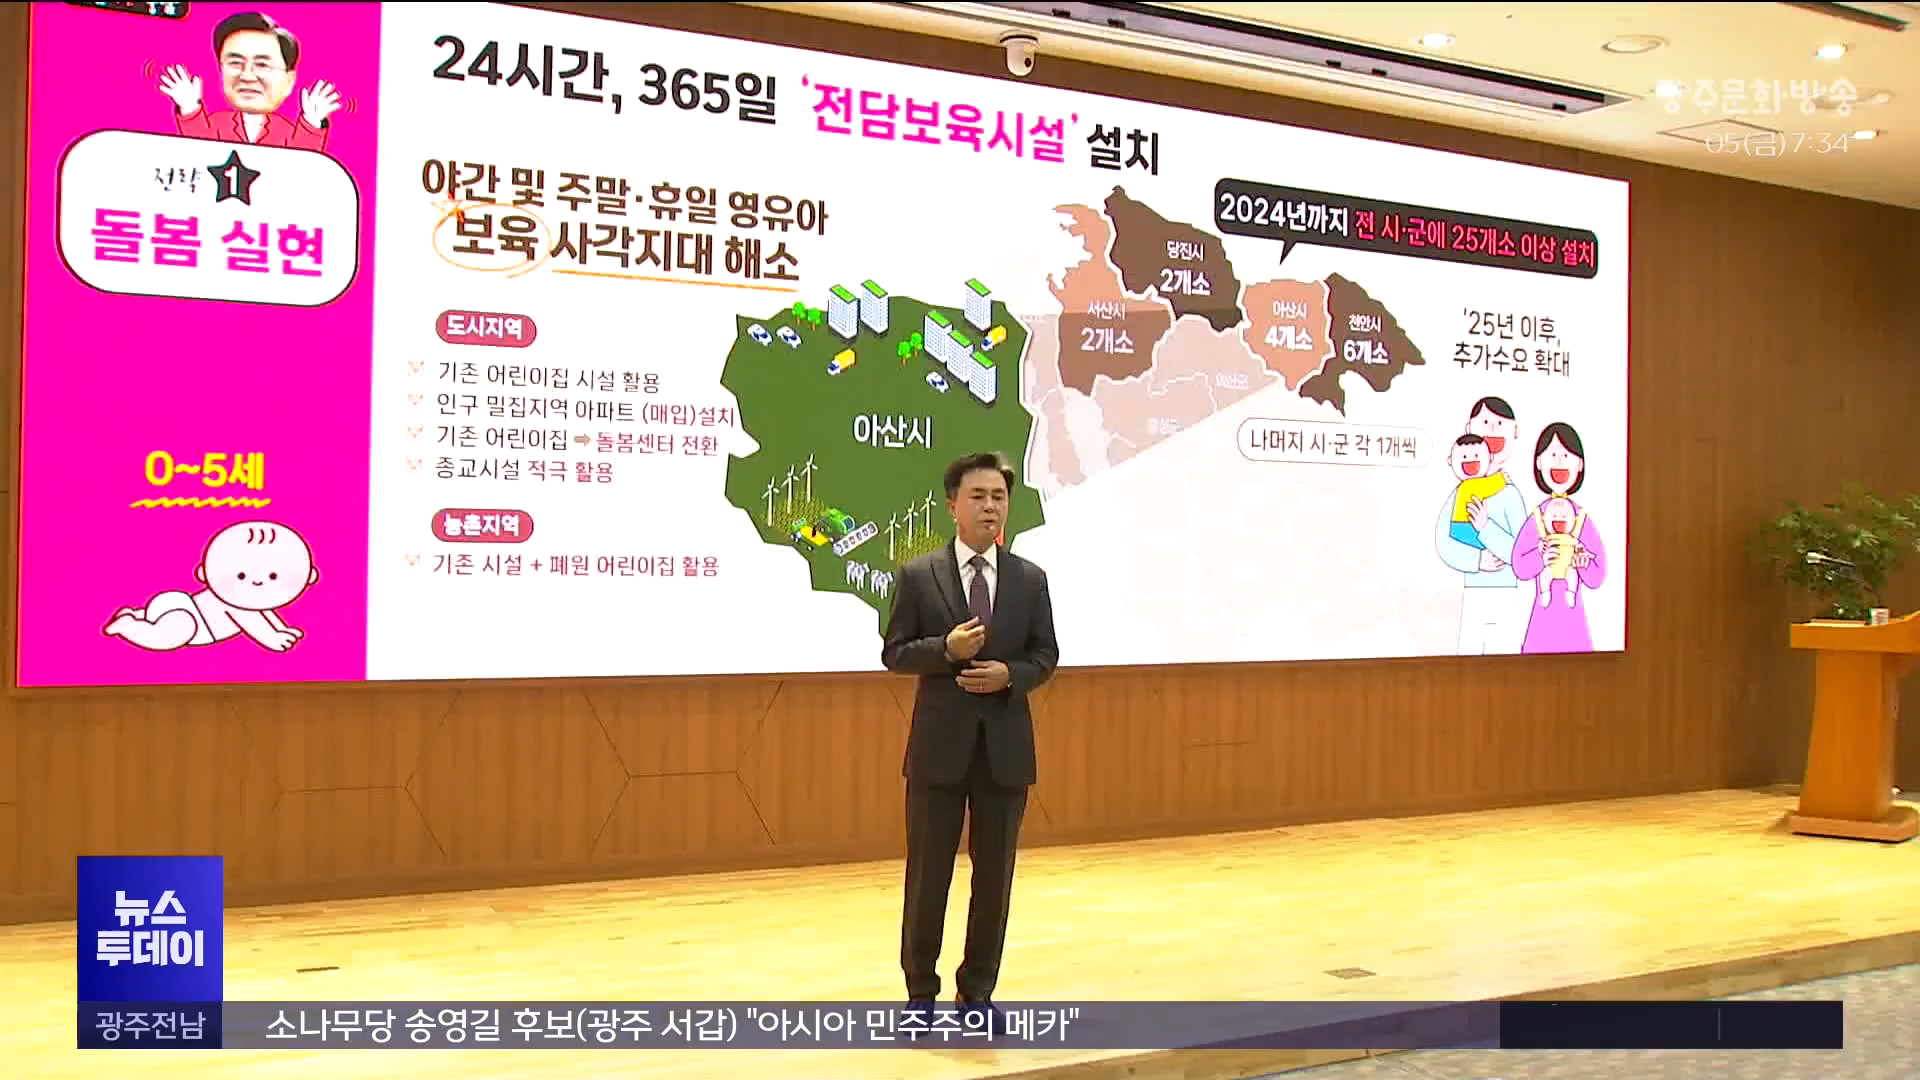 광주문화방송
05(금)7:34
24시간, 365일 '전담보육시설' 설치
전략 1
돌봄 실현
0~5세
야간 및 주말·휴일 영유아
보육 사각지대 해소
도시지역
기존 어린이집 시설 활용
인구 밀집지역 아파트 (매입)설치
기존 어린이집 ➡ 돌봄센터 전환
종교시설 적극 활용
농촌지역
기존 시설 + 폐원 어린이집 활용
아산시
2024년까지 전 시·군에 25개소 이상 설치
당진시
2개소
서산시
2개소
아산시
4개소
천안시
6개소
예산군
홍성군
'25년 이후,
추가수요 확대
나머지 시·군 각 1개씩
뉴스
투데이
광주전남
소나무당 송영길 후보(광주 서갑) "아시아 민주주의 메카"